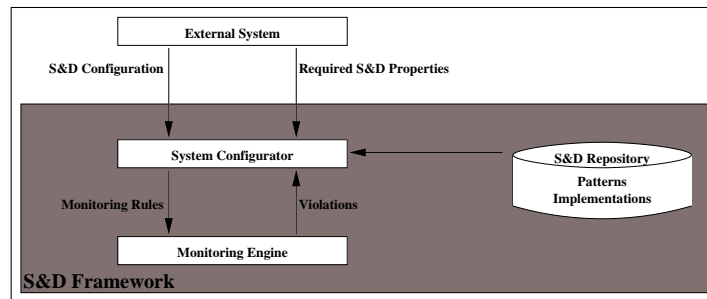 External System
S&D Configuration
Required S&D Properties
System Configurator
S&D Repository
Patterns
Implementations
Monitoring Rules
Violations
Monitoring Engine
S&D Framework